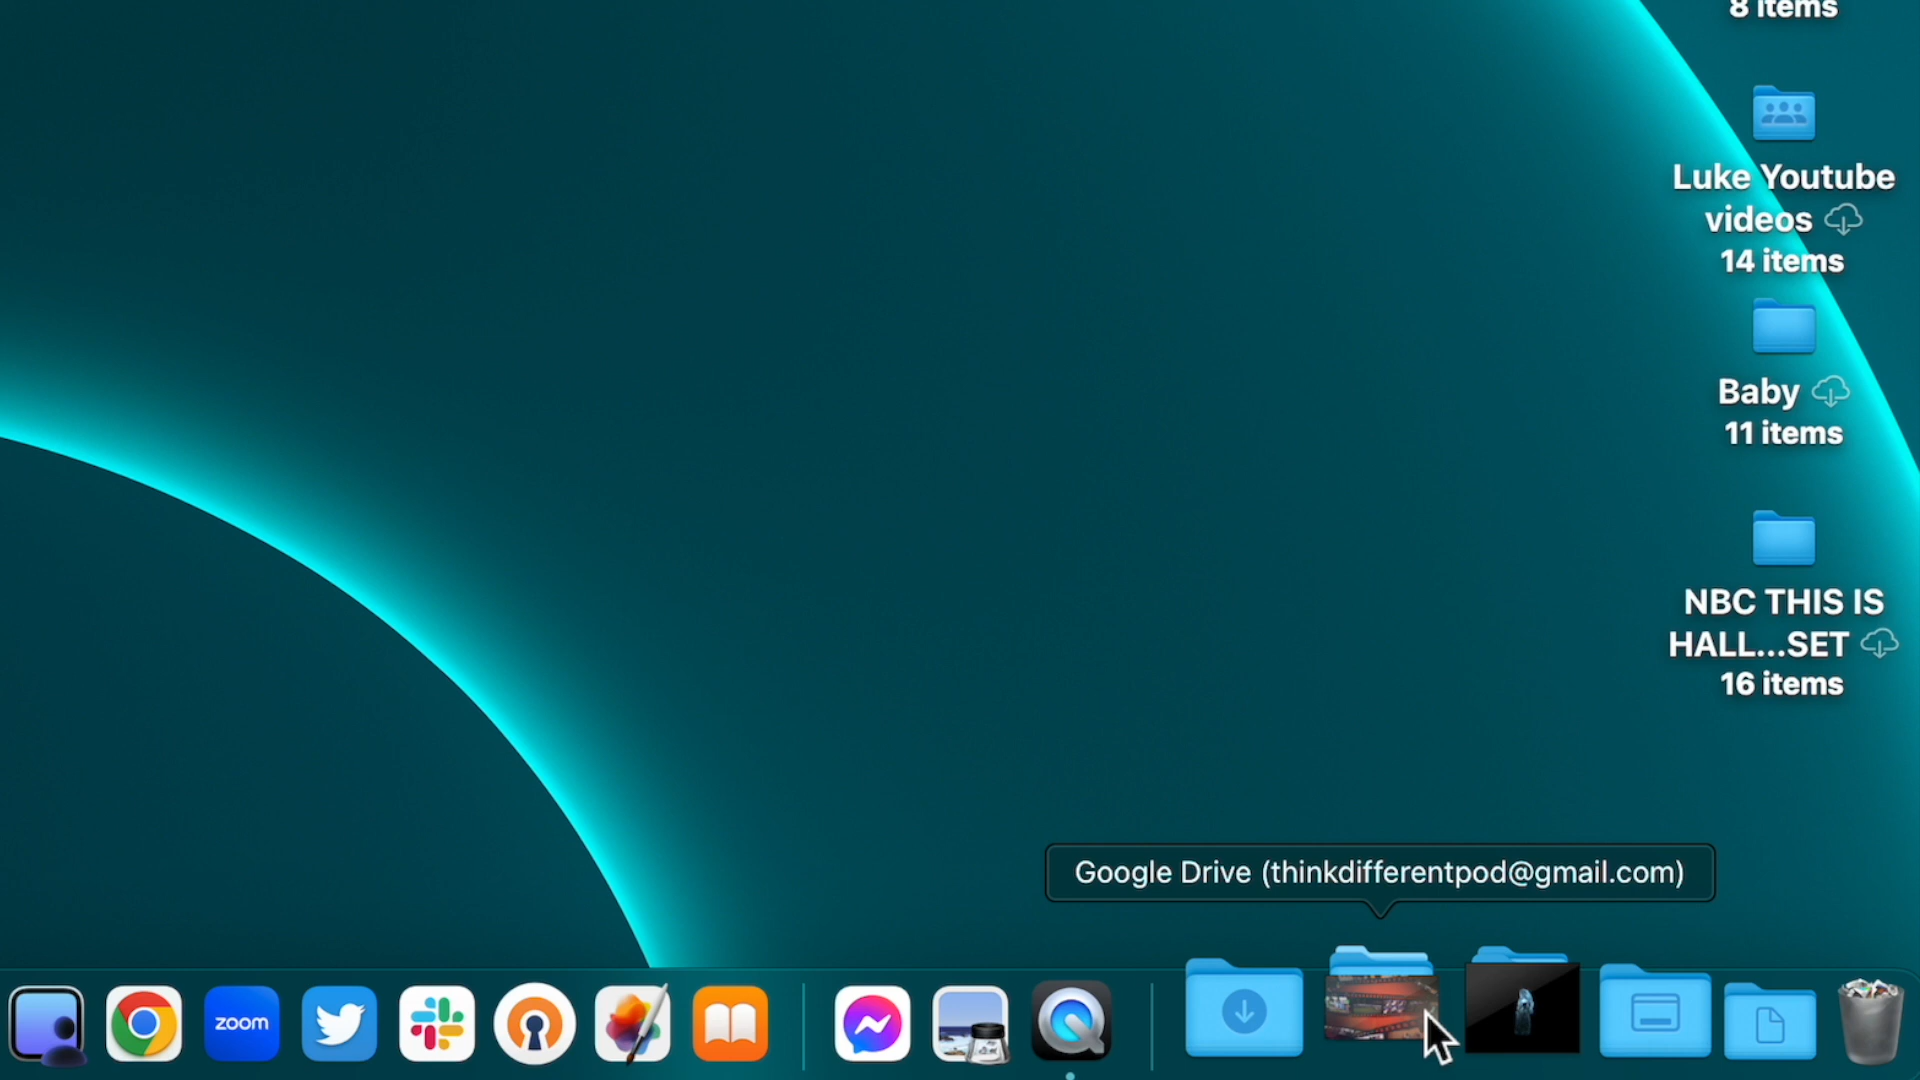 8 items
Luke Youtube
videos
14 items
Baby
11 items
NBC THIS IS
HALL...SET
16 items
Google Drive (thinkdifferentpod@gmail.com)
zoom